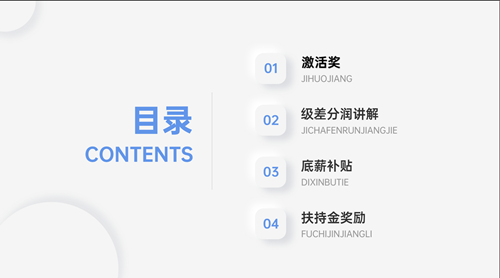 目录
CONTENTS
01
激活奖
JIHUOJIANG
02
级差分润讲解
JICHAFENRUNJIANGJIE
03
底薪补贴
DIXINBUTIE
04
扶持金奖励
FUCHIJINJIANGLI